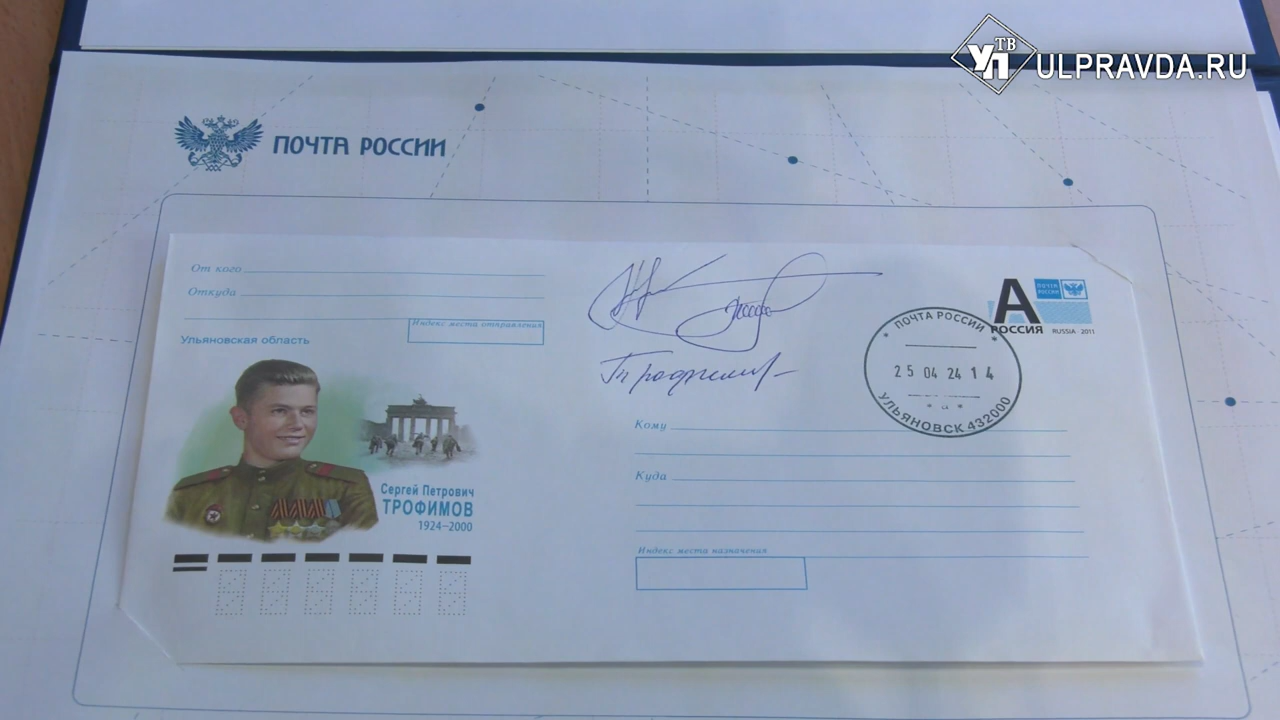 ТВ
УП
ULPRAVDA.RU
ПОЧТА РОССИИ
От кого
Откуда
Индекс места отправления
Ульяновская область
Сергей Петрович
ТРОФИМОВ
1924–2000
А
ПОЧТА
РОССИИ
РОССИЯ RUSSIA 2011
ПОЧТА РОССИИ
25 04 24 14
УЛЬЯНОВСК 432000
Кому
Куда
Индекс места назначения